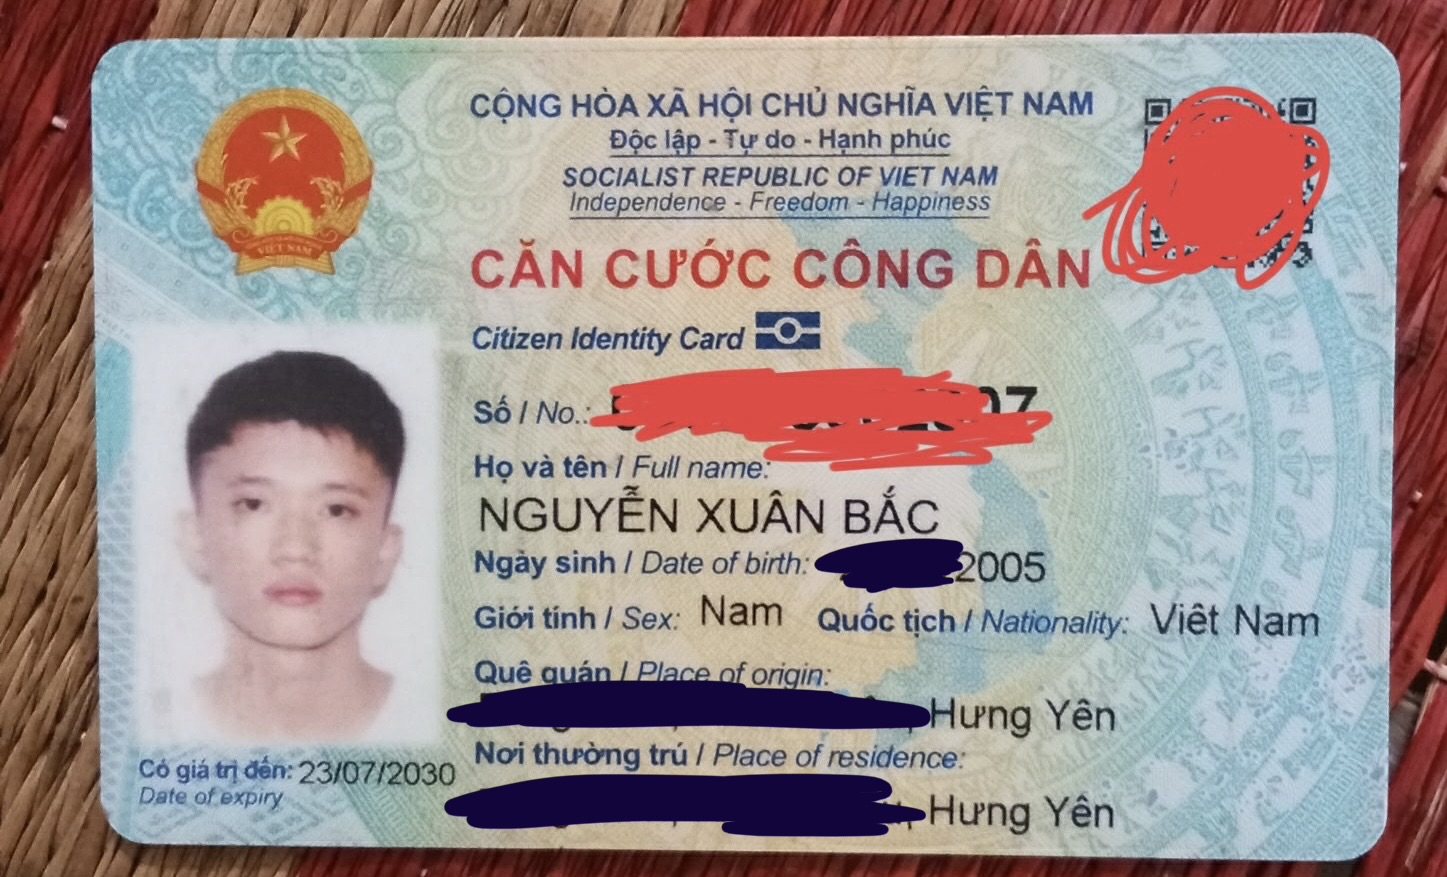 CỘNG HÒA XÃ HỘI CHỦ NGHĨA VIỆT NAM
Độc lập - Tự do - Hạnh phúc
SOCIALIST REPUBLIC OF VIET NAM
Independence - Freedom - Happiness
CĂN CƯỚC CÔNG DÂN
Citizen Identity Card
VIỆT NAM
Số / No.:
Họ và tên / Full name:
NGUYỄN XUÂN BẮC
Ngày sinh / Date of birth: 2005
Giới tính / Sex: Nam Quốc tịch / Nationality: Việt Nam
Quê quán / Place of origin:
Hưng Yên
Nơi thường trú / Place of residence:
Hưng Yên
Có giá trị đến: 23/07/2030
Date of expiry